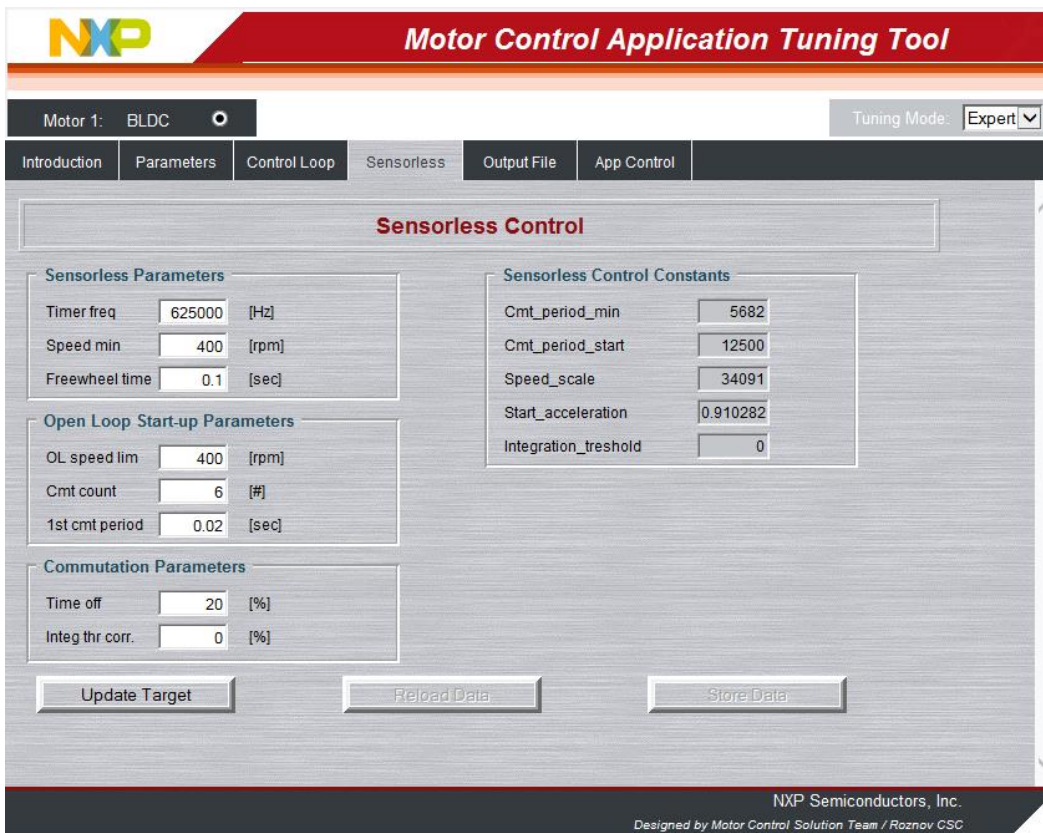 NXP
Motor Control Application Tuning Tool
Motor 1: BLDC Tuning Mode: Expert
Introduction Parameters Control Loop Sensorless Output File App Control
Sensorless Control
Sensorless Parameters
Timer freq 625000 [Hz]
Speed min 400 [rpm]
Freewheel time 0.1 [sec]
Open Loop Start-up Parameters
OL speed lim 400 [rpm]
Cmt count 6 [#]
1st cmt period 0.02 [sec]
Commutation Parameters
Time off 20 [%]
Integ thr corr. 0 [%]
Sensorless Control Constants
Cmt_period_min 5682
Cmt_period_start 12500
Speed_scale 34091
Start_acceleration 0.910282
Integration_treshold 0
Update Target Reload Data Store Data
NXP Semiconductors, Inc.
Designed by Motor Control Solution Team / Roznov CSC